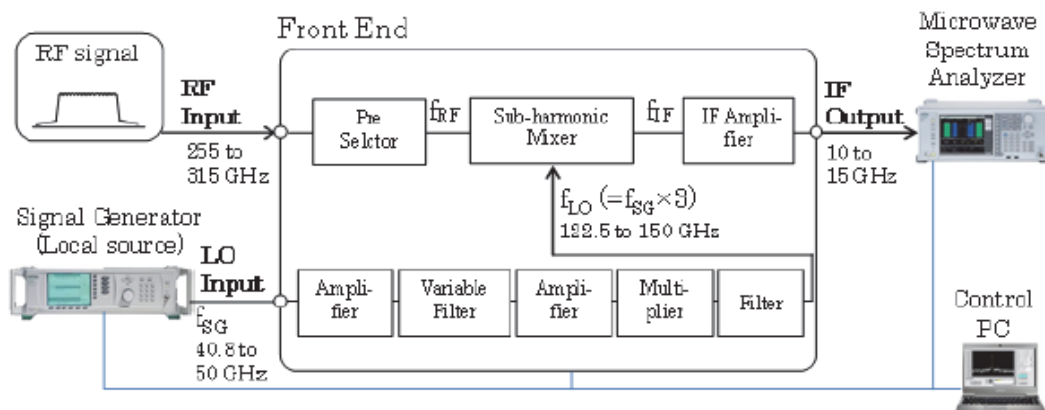 Front End
RF signal
RF
Input
255 to
315 GHz
Pre
Selctor
fRF
Sub-harmonic
Mixer
fIF
IF Ampli-
fier
IF
Output
10 to
15 GHz
Microwave
Spectrum
Analyzer
fLO (=fSG×3)
122.5 to 150 GHz
Signal Generator
(Local source)
LO
Input
fSG
40.8 to
50 GHz
Ampli-
fier
Variable
Filter
Ampli-
fier
Multi-
plier
Filter
Control
PC